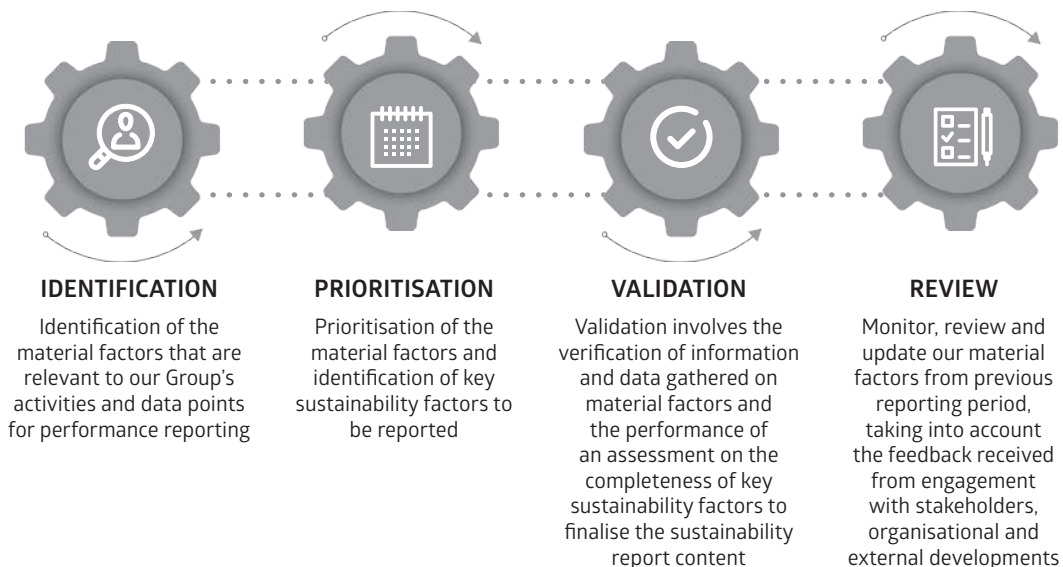 IDENTIFICATION
Identification of the
material factors that are
relevant to our Group's
activities and data points
for performance reporting
PRIORITISATION
Prioritisation of the
material factors and
identification of key
sustainability factors to
be reported
VALIDATION
Validation involves the
verification of information
and data gathered on
material factors and
the performance of
an assessment on the
completeness of key
sustainability factors to
finalise the sustainability
report content
REVIEW
Monitor, review and
update our material
factors from previous
reporting period,
taking into account
the feedback received
from engagement
with stakeholders,
organisational and
external developments